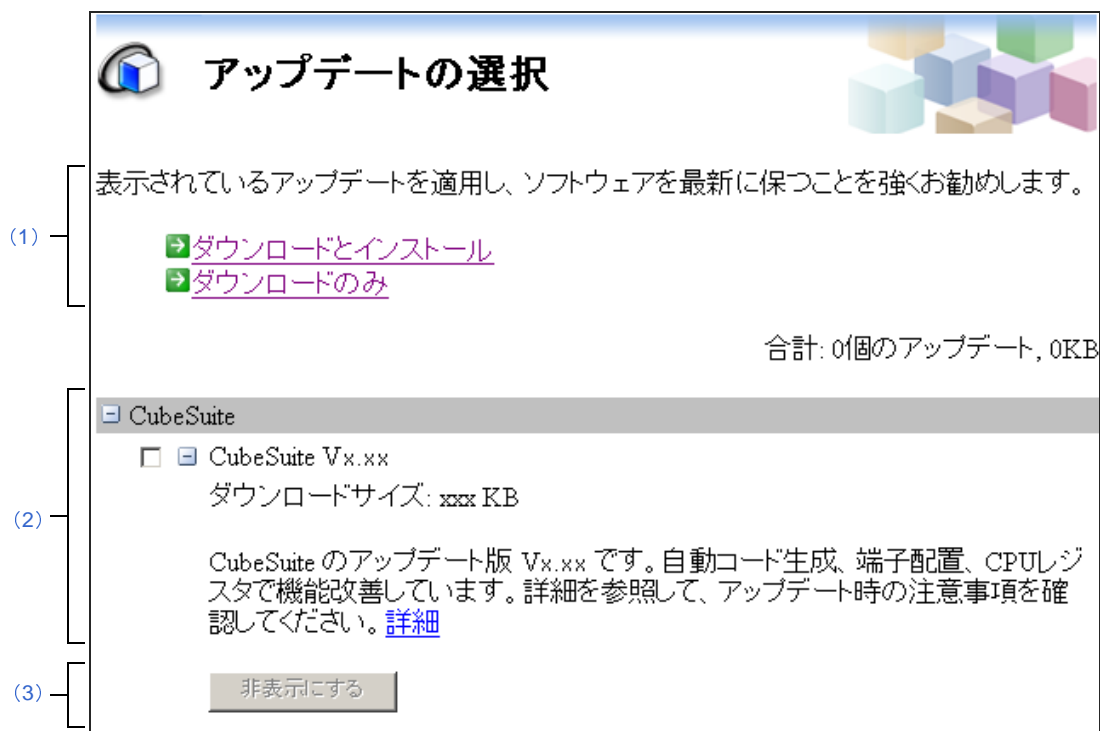 アップデートの選択
表示されているアップデートを適用し、ソフトウェアを最新に保つことを強くお勧めします。
(1)
ダウンロードとインストール
ダウンロードのみ
合計: 0個のアップデート, 0KB
CubeSuite
CubeSuite Vx.xx
ダウンロードサイズ: xxx KB
(2)
CubeSuite のアップデート版 Vx.xx です。自動コード生成、端子配置、CPUレジ
スタで機能改善しています。詳細を参照して、アップデート時の注意事項を確
認してください。詳細
(3)
非表示にする